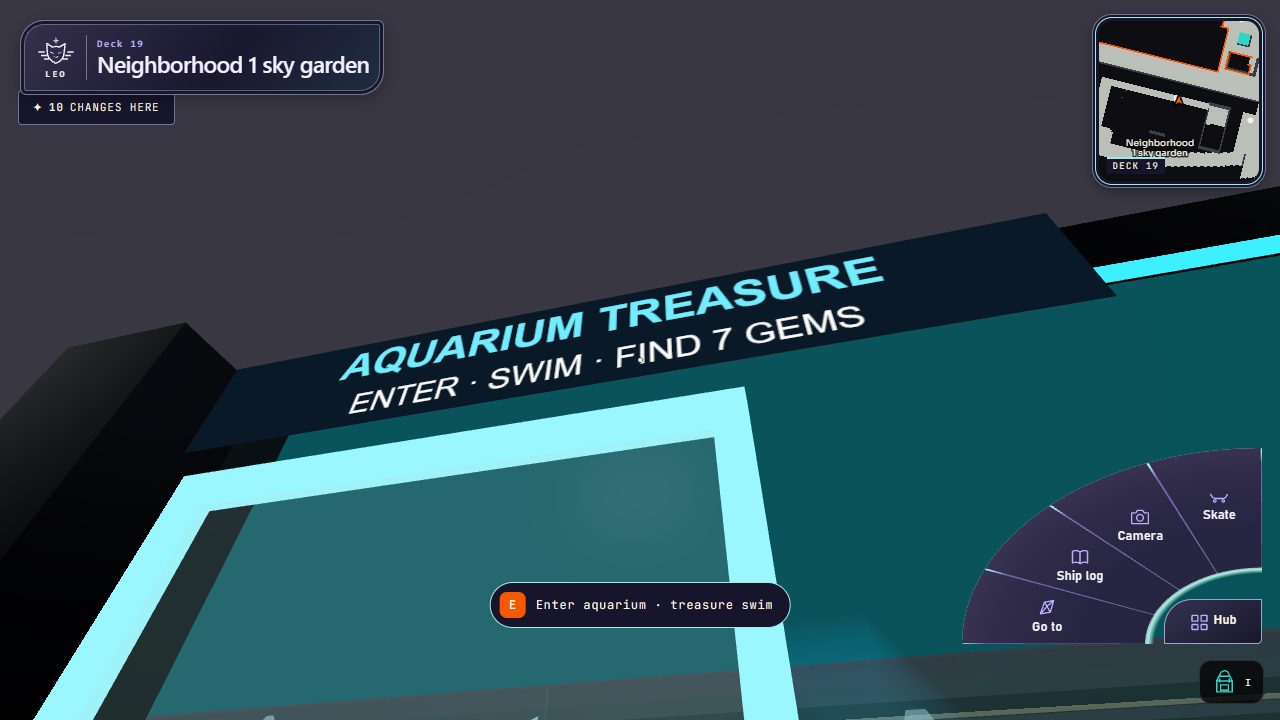 LEO
Deck 19
Neighborhood 1 sky garden
10 CHANGES HERE
Neighborhood
1 sky garden
DECK 19
AQUARIUM TREASURE
ENTER · SWIM · FIND 7 GEMS
E Enter aquarium · treasure swim
Skate
Camera
Ship log
Go to
Hub
I